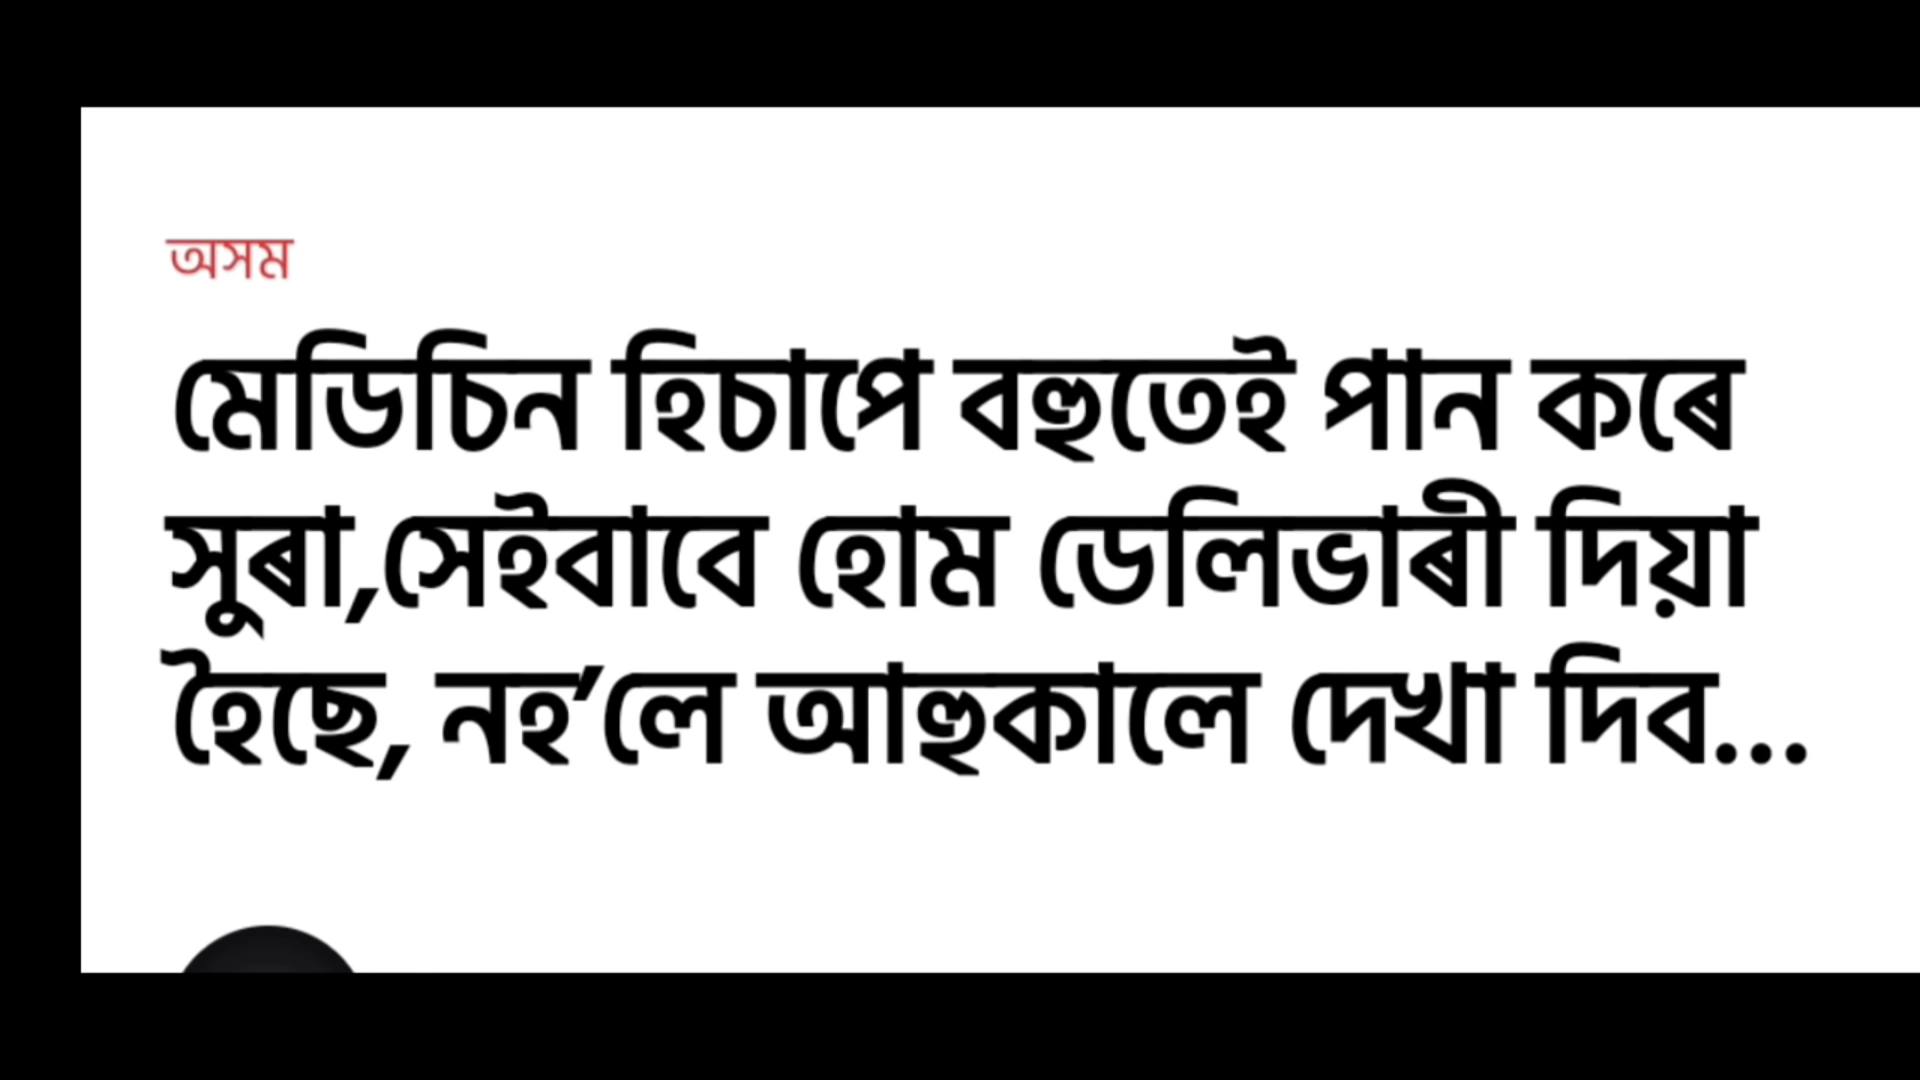 অসম
মেডিচিন হিচাপে বহুতেই পান কৰে
সুৰা,সেইবাবে হোম ডেলিভাৰী দিয়া
হৈছে, নহ’লে আহুকালে দেখা দিব...